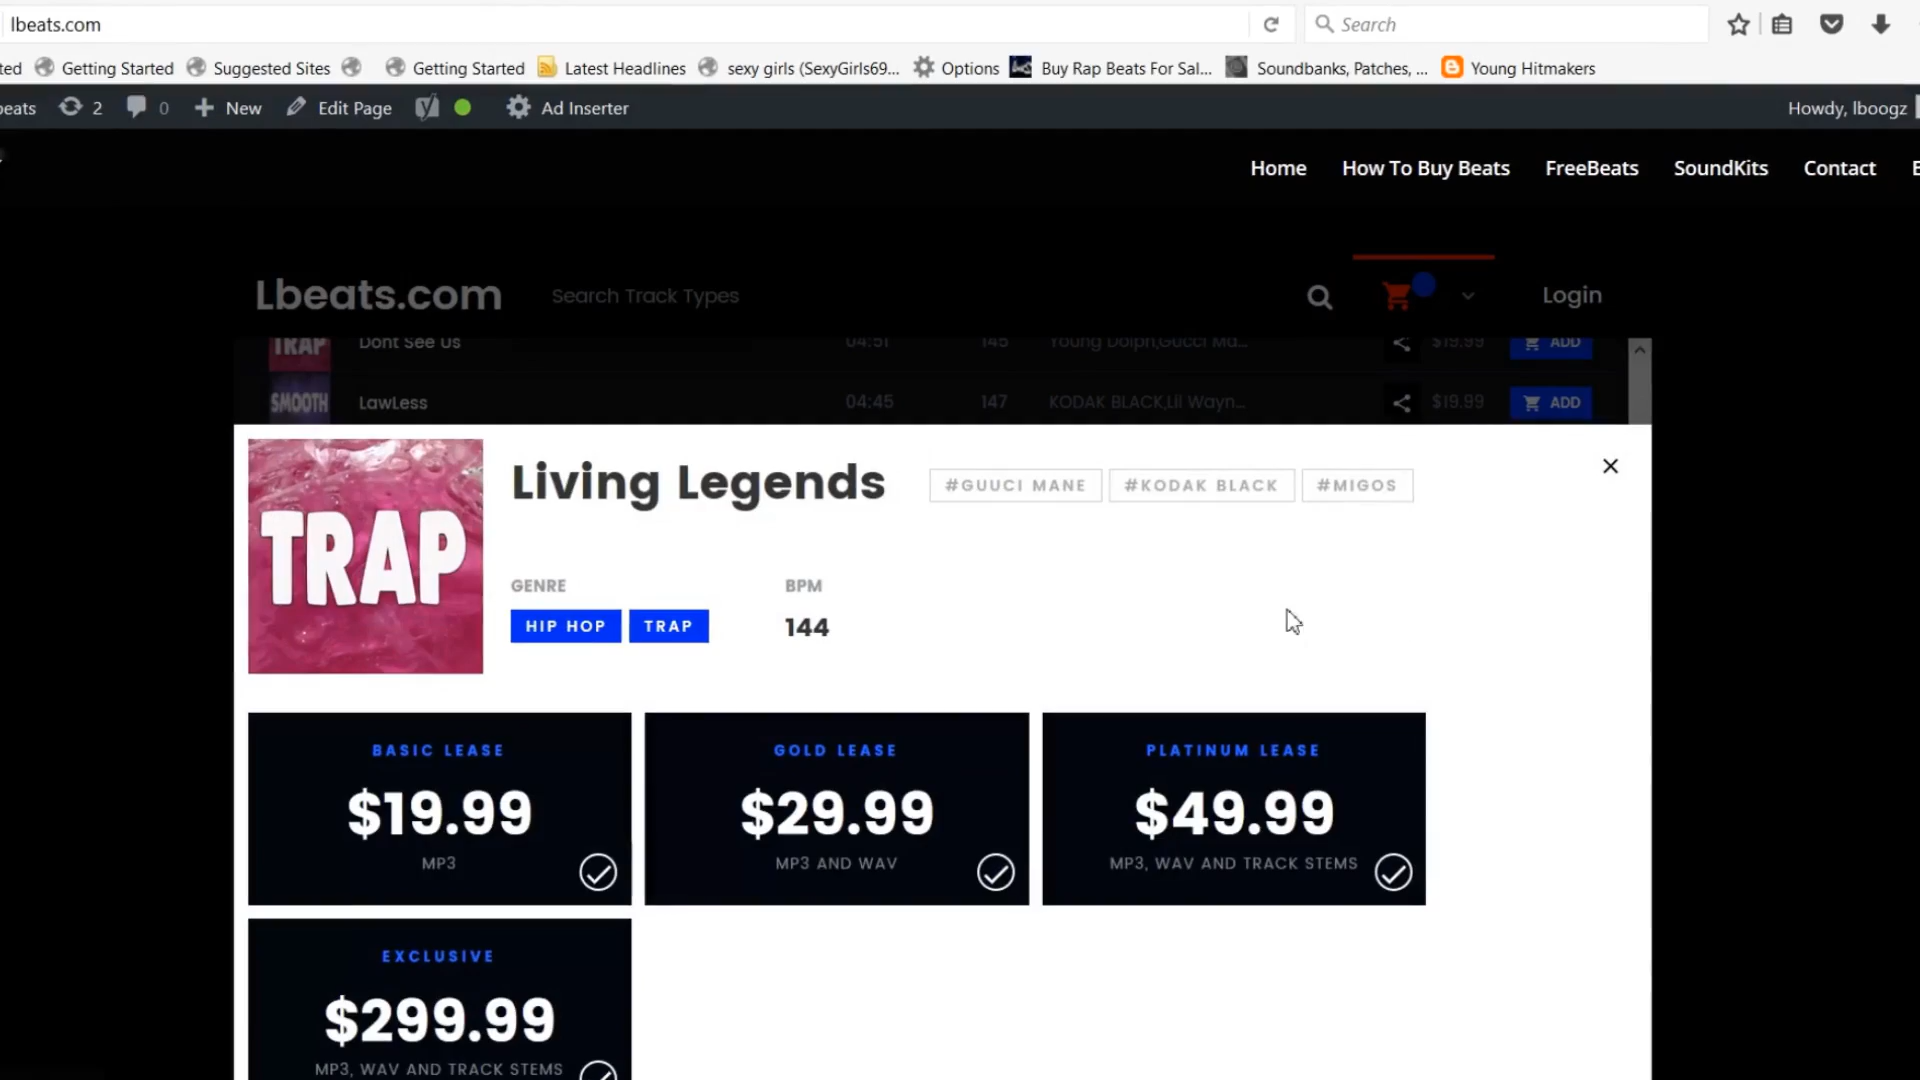 lbeats.com
Search
ted Getting Started Suggested Sites Getting Started Latest Headlines sexy girls (SexyGirls69... Options Buy Rap Beats For Sal... Soundbanks, Patches, ... Young Hitmakers
beats 2 0 New Edit Page Ad Inserter Howdy, lboogz
Home How To Buy Beats FreeBeats SoundKits Contact
Lbeats.com Search Track Types Login
TRAP Dont See Us 04:51 145 Young Dolph,Gucci Ma... $19.99 ADD
SMOOTH LawLess 04:45 147 KODAK BLACK,Lil Wayn... $19.99 ADD
Living Legends #GUUCI MANE #KODAK BLACK #MIGOS
TRAP
GENRE BPM
HIP HOP TRAP 144
BASIC LEASE
$19.99
MP3
GOLD LEASE
$29.99
MP3 AND WAV
PLATINUM LEASE
$49.99
MP3, WAV AND TRACK STEMS
EXCLUSIVE
$299.99
MP3, WAV AND TRACK STEMS